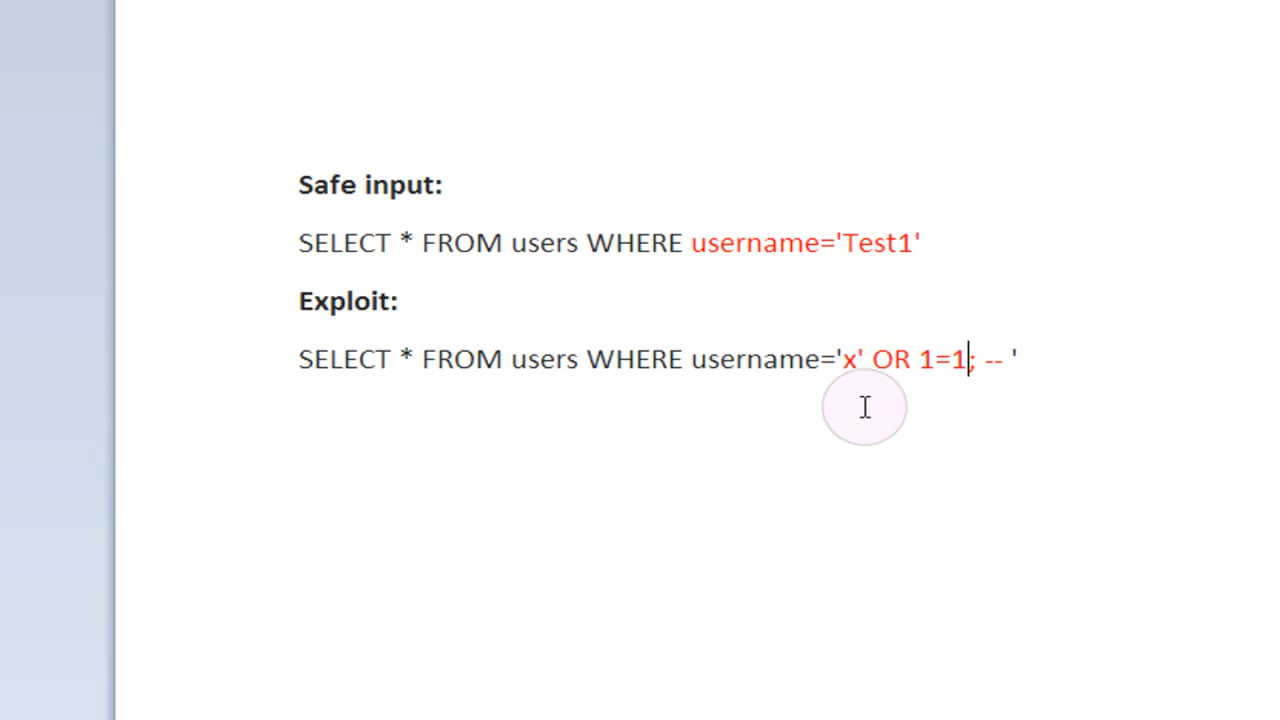 Safe input:
SELECT * FROM users WHERE username='Test1'
Exploit:
SELECT * FROM users WHERE username='x' OR 1=1; -- '